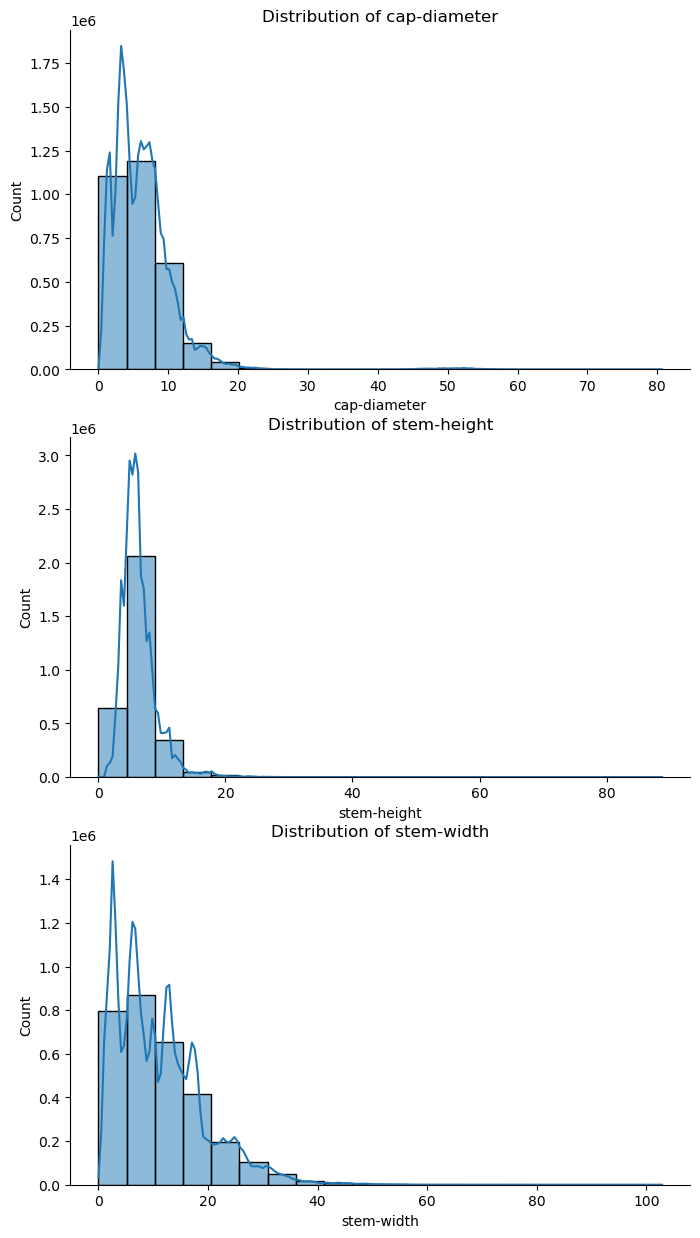 Distribution of cap-diameter
1e6
1.75
1.50
1.25
1.00
0.75
0.50
0.25
0.00
Count
0 10 20 30 40 50 60 70 80
cap-diameter
Distribution of stem-height
1e6
3.0
2.5
2.0
1.5
1.0
0.5
0.0
Count
0 20 40 60 80
stem-height
Distribution of stem-width
1e6
1.4
1.2
1.0
0.8
0.6
0.4
0.2
0.0
Count
0 20 40 60 80 100
stem-width